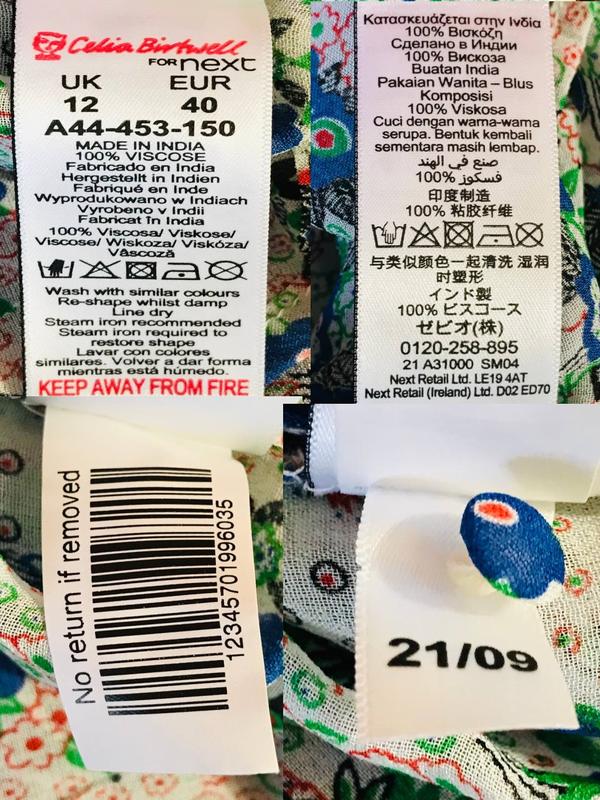 Celia Birtwell
FOR next
UK EUR
12 40
A44-453-150
MADE IN INDIA
100% VISCOSE
Fabricado en India
Hergestellt in Indien
Fabriqué en Inde
Wyprodukowano w Indiach
Vyrobeno v Indii
Fabricat în India
100% Viscosa/ Viskose/
Viscose/ Wiskoza/ Viskóza/
Vâscoză
Wash with similar colours
Re-shape whilst damp
Line dry
Steam iron recommended
Steam iron required to
restore shape
Lavar con colores
similares. Volver a dar forma
mientras está húmedo.
KEEP AWAY FROM FIRE
Κατασκευάζεται στην Ινδία
100% Βισκόζη
Сделано в Индии
100% Вискоза
Buatan India
Pakaian Wanita – Blus
Komposisi
100% Viskosa
Cuci dengan warna-warna
serupa. Bentuk kembali
sementara masih lembap.
صنع في الهند
100% فسكوز
印度制造
100% 粘胶纤维
与类似颜色一起清洗 湿润
时塑形
インド製
100% ビスコース
ゼビオ(株)
0120-258-895
21 A31000 SM04
Next Retail Ltd. LE19 4AT
Next Retail (Ireland) Ltd. D02 ED70
No return if removed
12345701996035
21/09